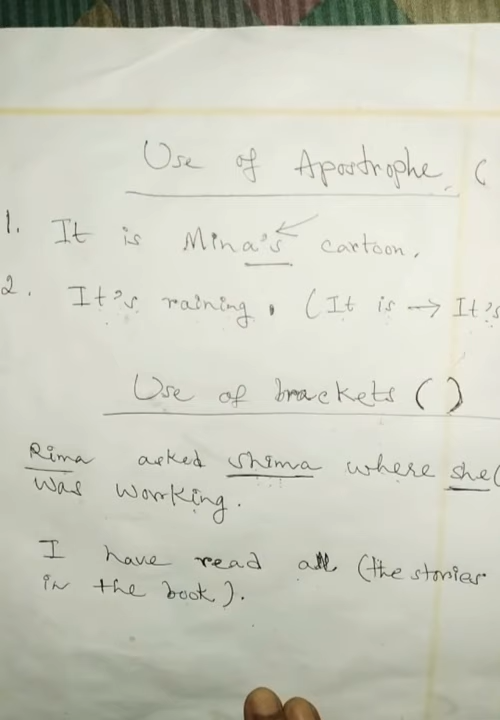 Use of Apostrophe (
1. It is Mina's cartoon.
2. It's raining. (It is → It's
Use of brackets ( )
Rima asked Shima where she (
was working.
I have read all (the stories
in the book).